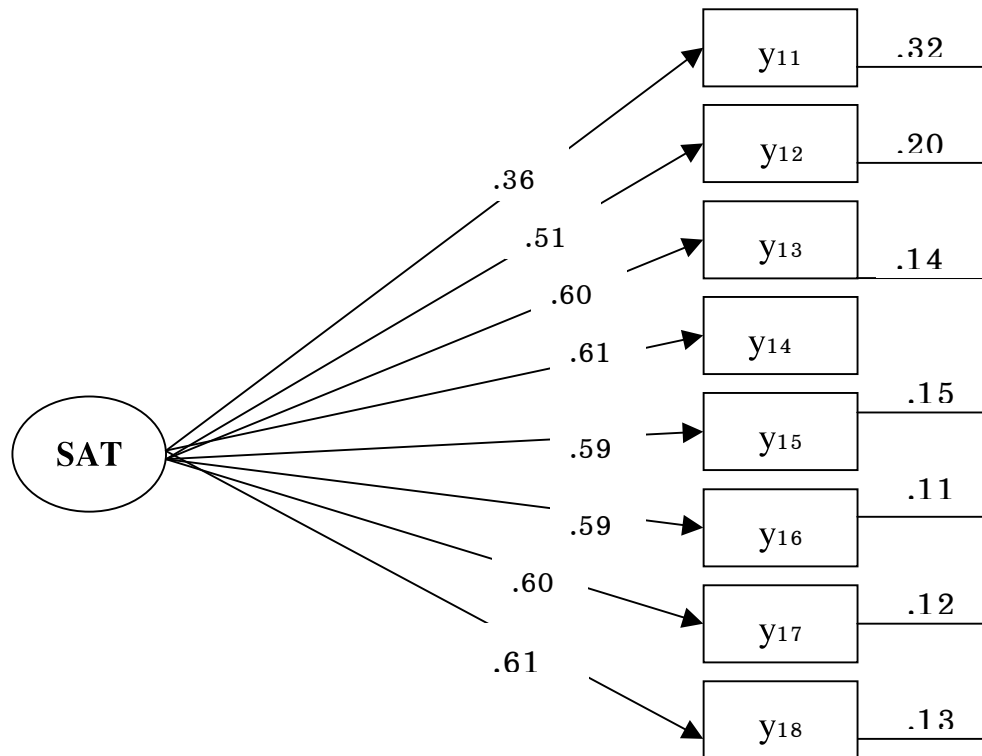 y11 .32
y12 .20
.36
y13 .14
.51
.60
y14
.61
.15
SAT
y15
.59
.11
y16
.59
.60
y17 .12
.61
y18 .13